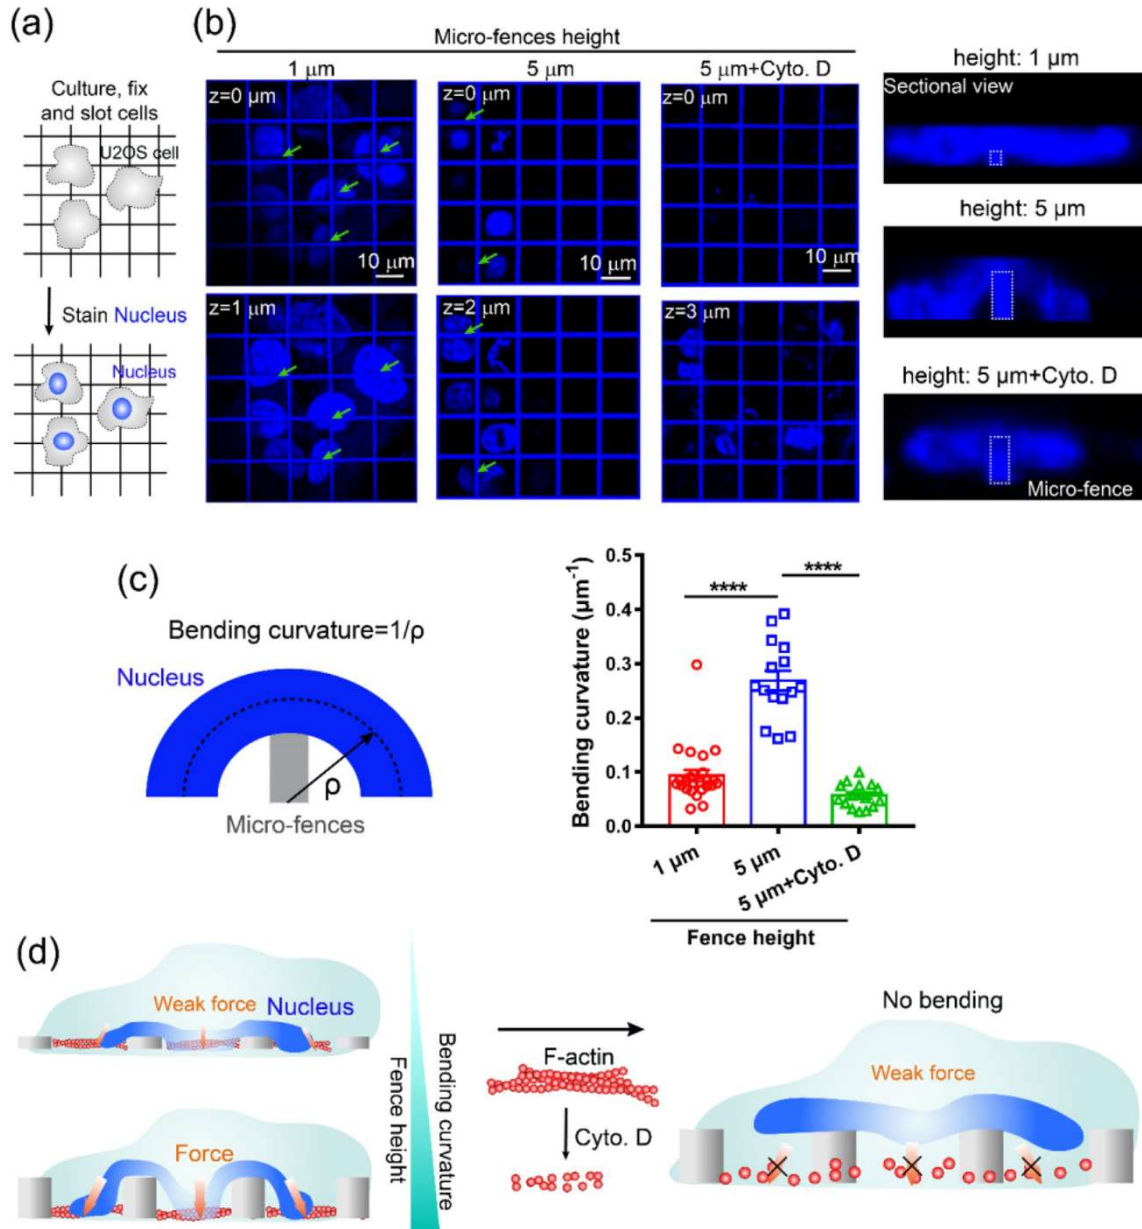 (a)
Culture, fix
and slot cells
U2OS cell
Stain Nucleus
Nucleus
(b)
Micro-fences height
1 μm
5 μm
5 μm+Cyto. D
z=0 μm
z=0 μm
z=0 μm
10 μm
10 μm
10 μm
z=1 μm
z=2 μm
z=3 μm
height: 1 μm
Sectional view
height: 5 μm
height: 5 μm+Cyto. D
Micro-fence
(c)
Bending curvature=1/ρ
Nucleus
ρ
Micro-fences
Bending curvature (μm-1)
0.5
0.4
0.3
0.2
0.1
0.0
****
****
1 μm
5 μm
5 μm+Cyto. D
Fence height
(d)
Weak force
Nucleus
Force
Fence height
Bending curvature
F-actin
Cyto. D
No bending
Weak force